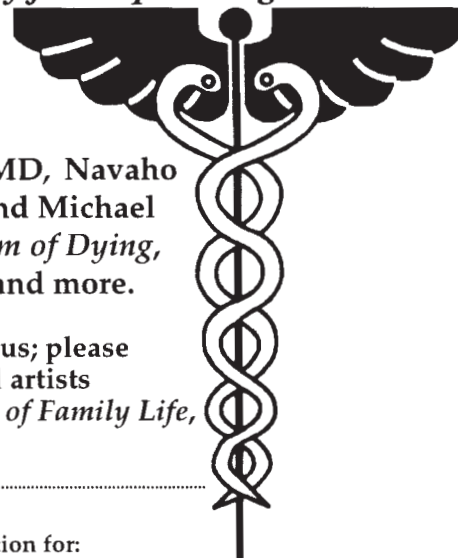 MD, Navaho
nd Michael
m of Dying,
and more.
us; please
artists
of Family Life,
tion for: